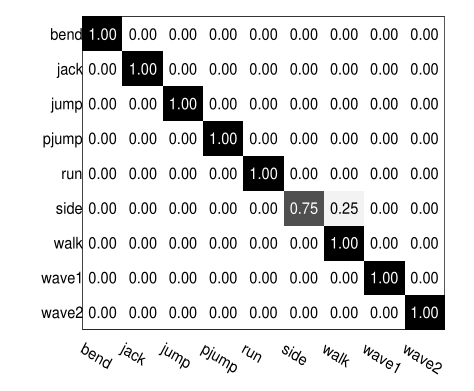 bend 1.00 0.00 0.00 0.00 0.00 0.00 0.00 0.00 0.00
jack 0.00 1.00 0.00 0.00 0.00 0.00 0.00 0.00 0.00
jump 0.00 0.00 1.00 0.00 0.00 0.00 0.00 0.00 0.00
pjump 0.00 0.00 0.00 1.00 0.00 0.00 0.00 0.00 0.00
run 0.00 0.00 0.00 0.00 1.00 0.00 0.00 0.00 0.00
side 0.00 0.00 0.00 0.00 0.00 0.75 0.25 0.00 0.00
walk 0.00 0.00 0.00 0.00 0.00 0.00 1.00 0.00 0.00
wave1 0.00 0.00 0.00 0.00 0.00 0.00 0.00 1.00 0.00
wave2 0.00 0.00 0.00 0.00 0.00 0.00 0.00 0.00 1.00
bend jack jump pjump run side walk wave1 wave2